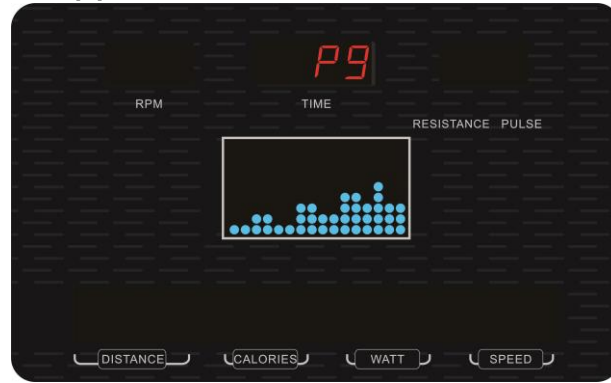 P9
RPM TIME
RESISTANCE PULSE
DISTANCE CALORIES WATT SPEED